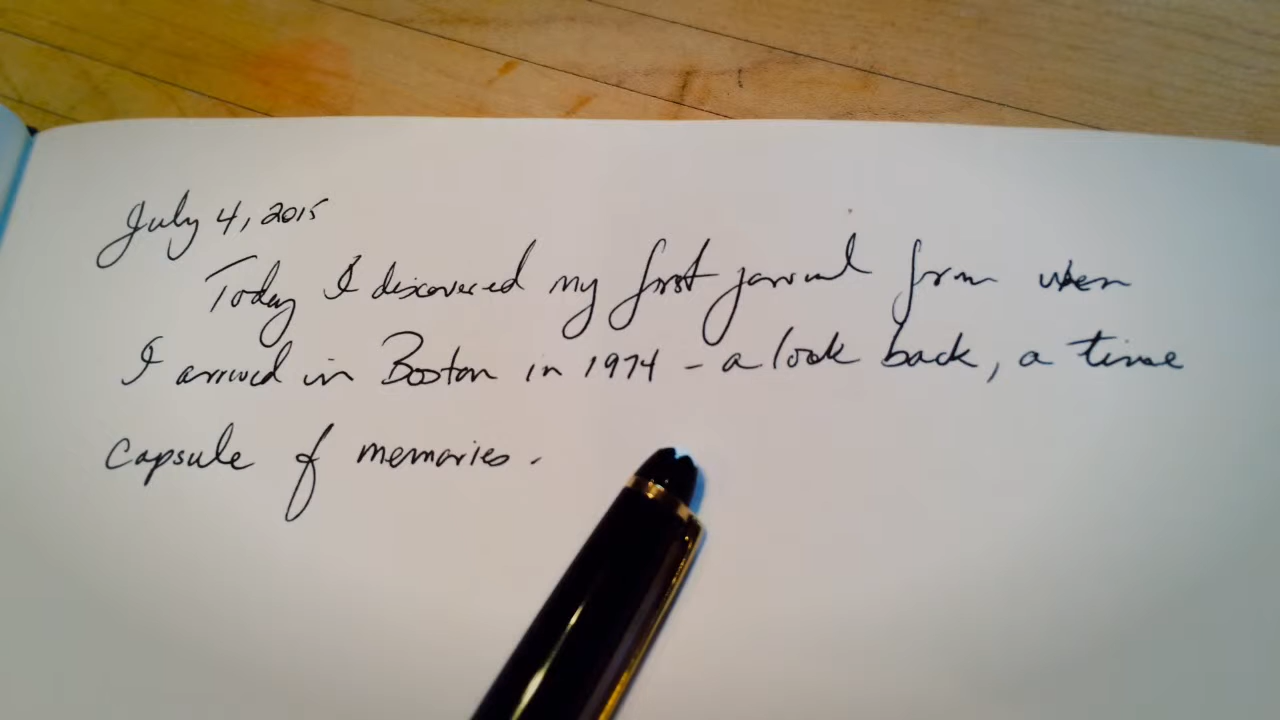 July 4, 2015
Today I discovered my first journal from when
I arrived in Boston in 1974 - a look back, a time
capsule of memories.